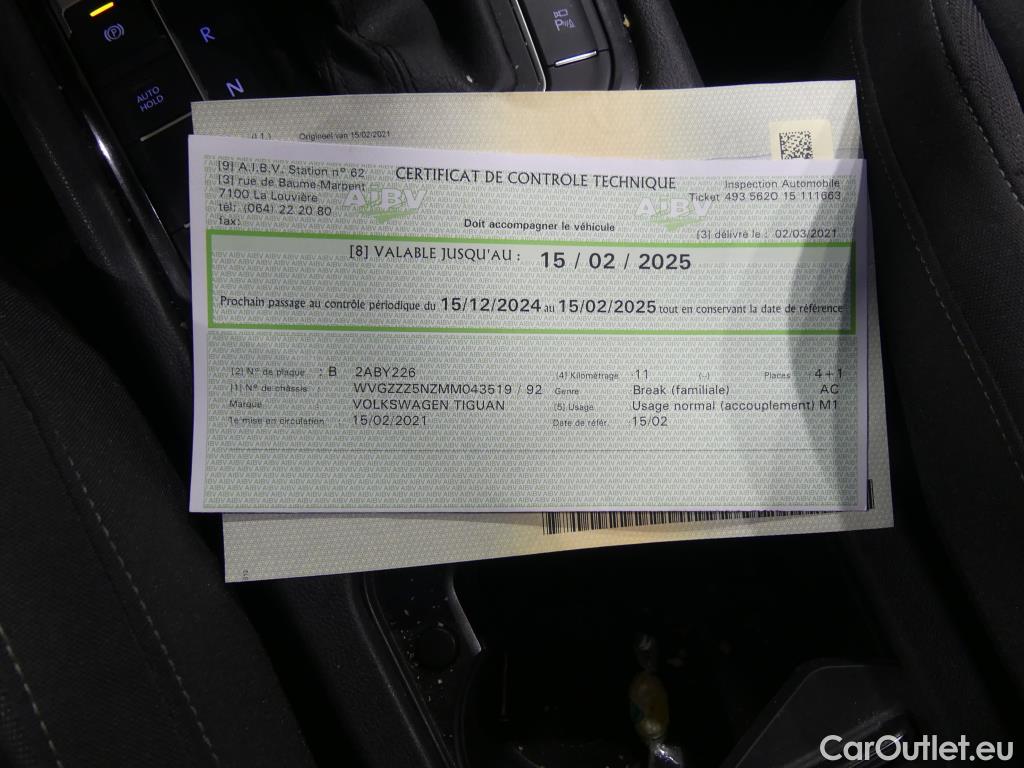 R
N
AUTO
HOLD
Origineel van 15/02/2021
[9] A.I.B.V. Station n° 62
[3] rue de Baume-Marpent
7100 La Louvière
tél: (064) 22 20 80
fax:
CERTIFICAT DE CONTROLE TECHNIQUE
AIBV
AIBV
Inspection Automobile
Ticket 493 5620 15 111663
Doit accompagner le véhicule
[3] délivré le : 02/03/2021
[8] VALABLE JUSQU'AU : 15 / 02 / 2025
Prochain passage au contrôle périodique du 15/12/2024 au 15/02/2025 tout en conservant la date de référence
[2] N° de plaque : B 2ABY226
[4] Kilométrage :11 (--) Places : 4+1
[1] N° de châssis : WVGZZZ5NZMM043519 / 92
Genre : Break (familiale) AC
Marque : VOLKSWAGEN TIGUAN
[5] Usage : Usage normal (accouplement) M1
1e mise en circulation : 15/02/2021
Date de référ. :15/02
CarOutlet.eu